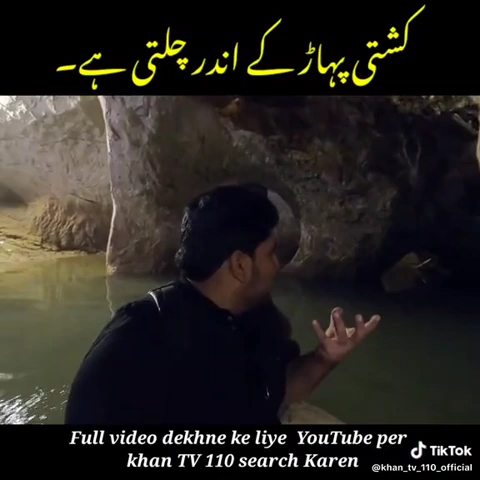 کشتی پہاڑ کے اندر چلتی ہے۔
Full video dekhne ke liye YouTube per
khan TV 110 search Karen
TikTok
@khan_tv_110_official